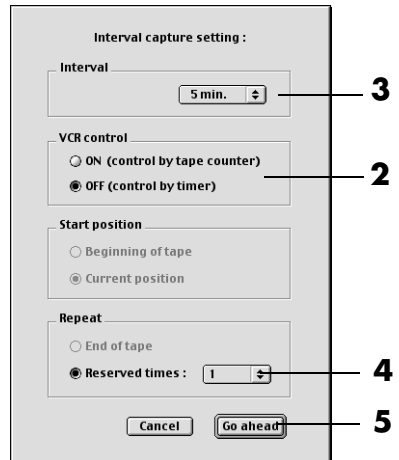 Interval capture setting :
Interval
5 min.
3
VCR control
ON (control by tape counter)
OFF (control by timer)
2
Start position
Beginning of tape
Current position
Repeat
End of tape
Reserved times : 1
4
Cancel Go ahead
5